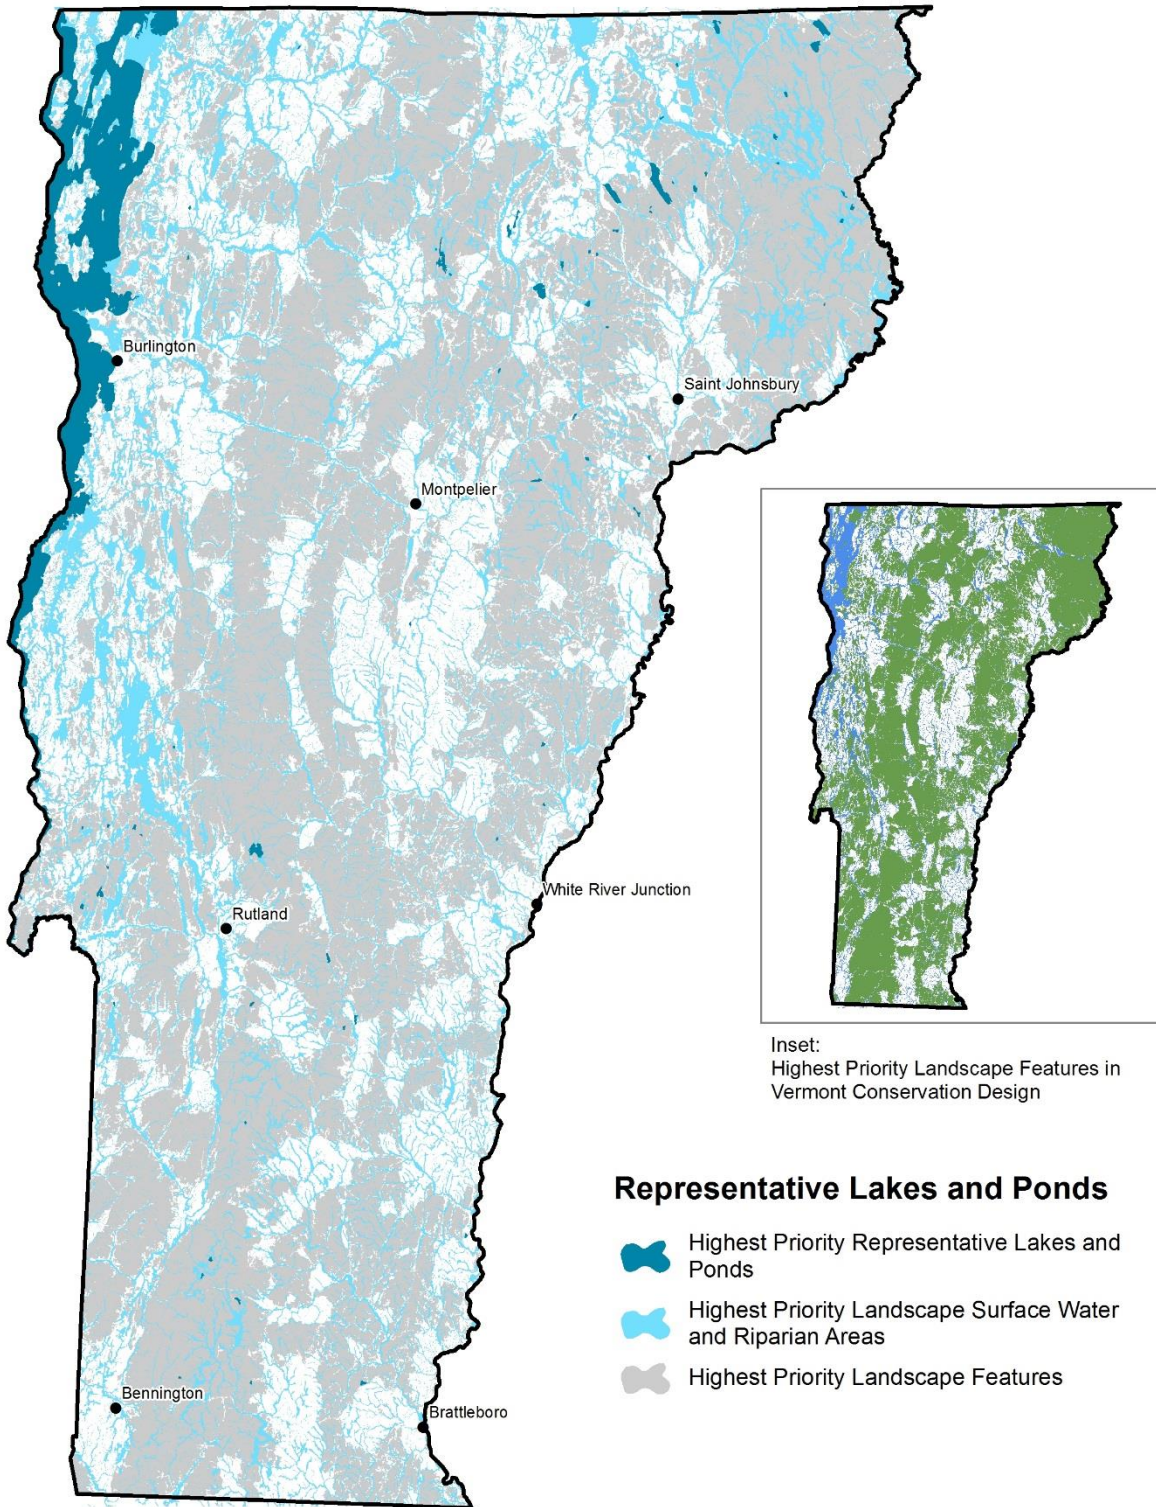 Burlington
Saint Johnsbury
Montpelier
White River Junction
Rutland
Inset:
Highest Priority Landscape Features in
Vermont Conservation Design
Representative Lakes and Ponds
Highest Priority Representative Lakes and
Ponds
Highest Priority Landscape Surface Water
and Riparian Areas
Highest Priority Landscape Features
Bennington
Brattleboro